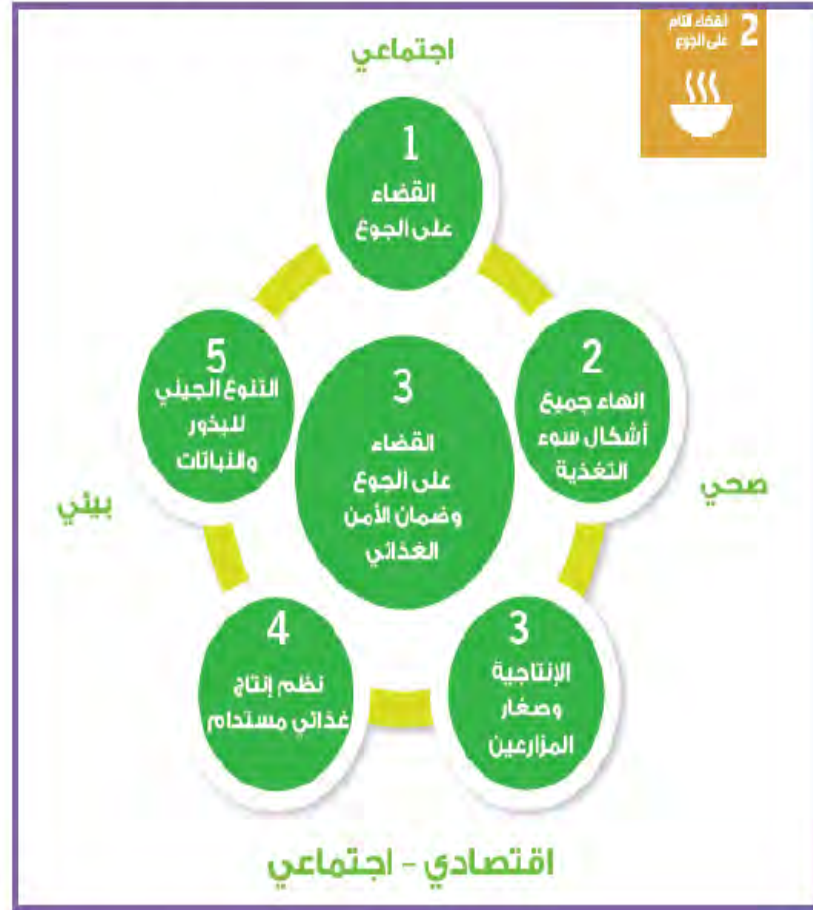 2 القضاء التام
على الجوع
اجتماعي
1
القضاء
على الجوع
2
انهاء جميع
أشكال سوء
التغذية
صحي
3
الإنتاجية
وصغار
المزارعين
اقتصادي - اجتماعي
4
نظم إنتاج
غذائي مستدام
5
التنوع الجيني
للبذور
والنباتات
بيئي
3
القضاء
على الجوع
وضمان الأمن
الغذائي